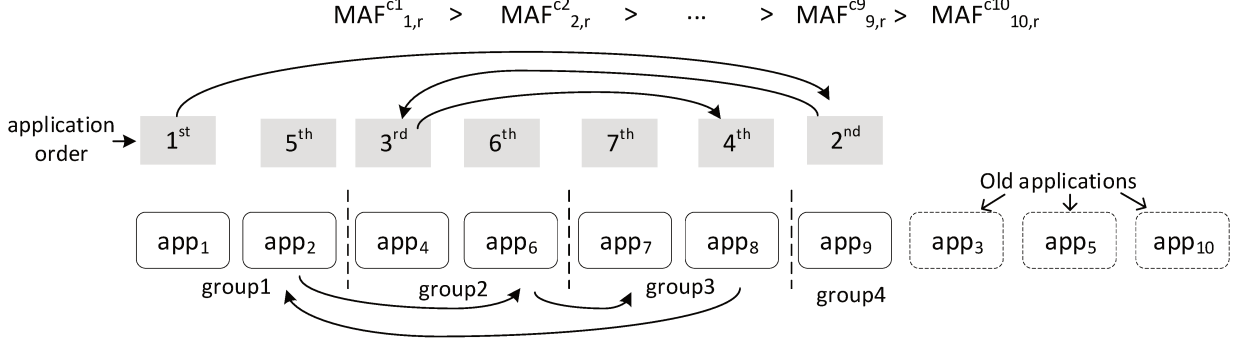 MAF^c1_1,r > MAF^c2_2,r > ... > MAF^c9_9,r > MAF^c10_10,r
application order
1st 5th 3rd 6th 7th 4th 2nd
Old applications
app1 app2 app4 app6 app7 app8 app9 app3 app5 app10
group1 group2 group3 group4